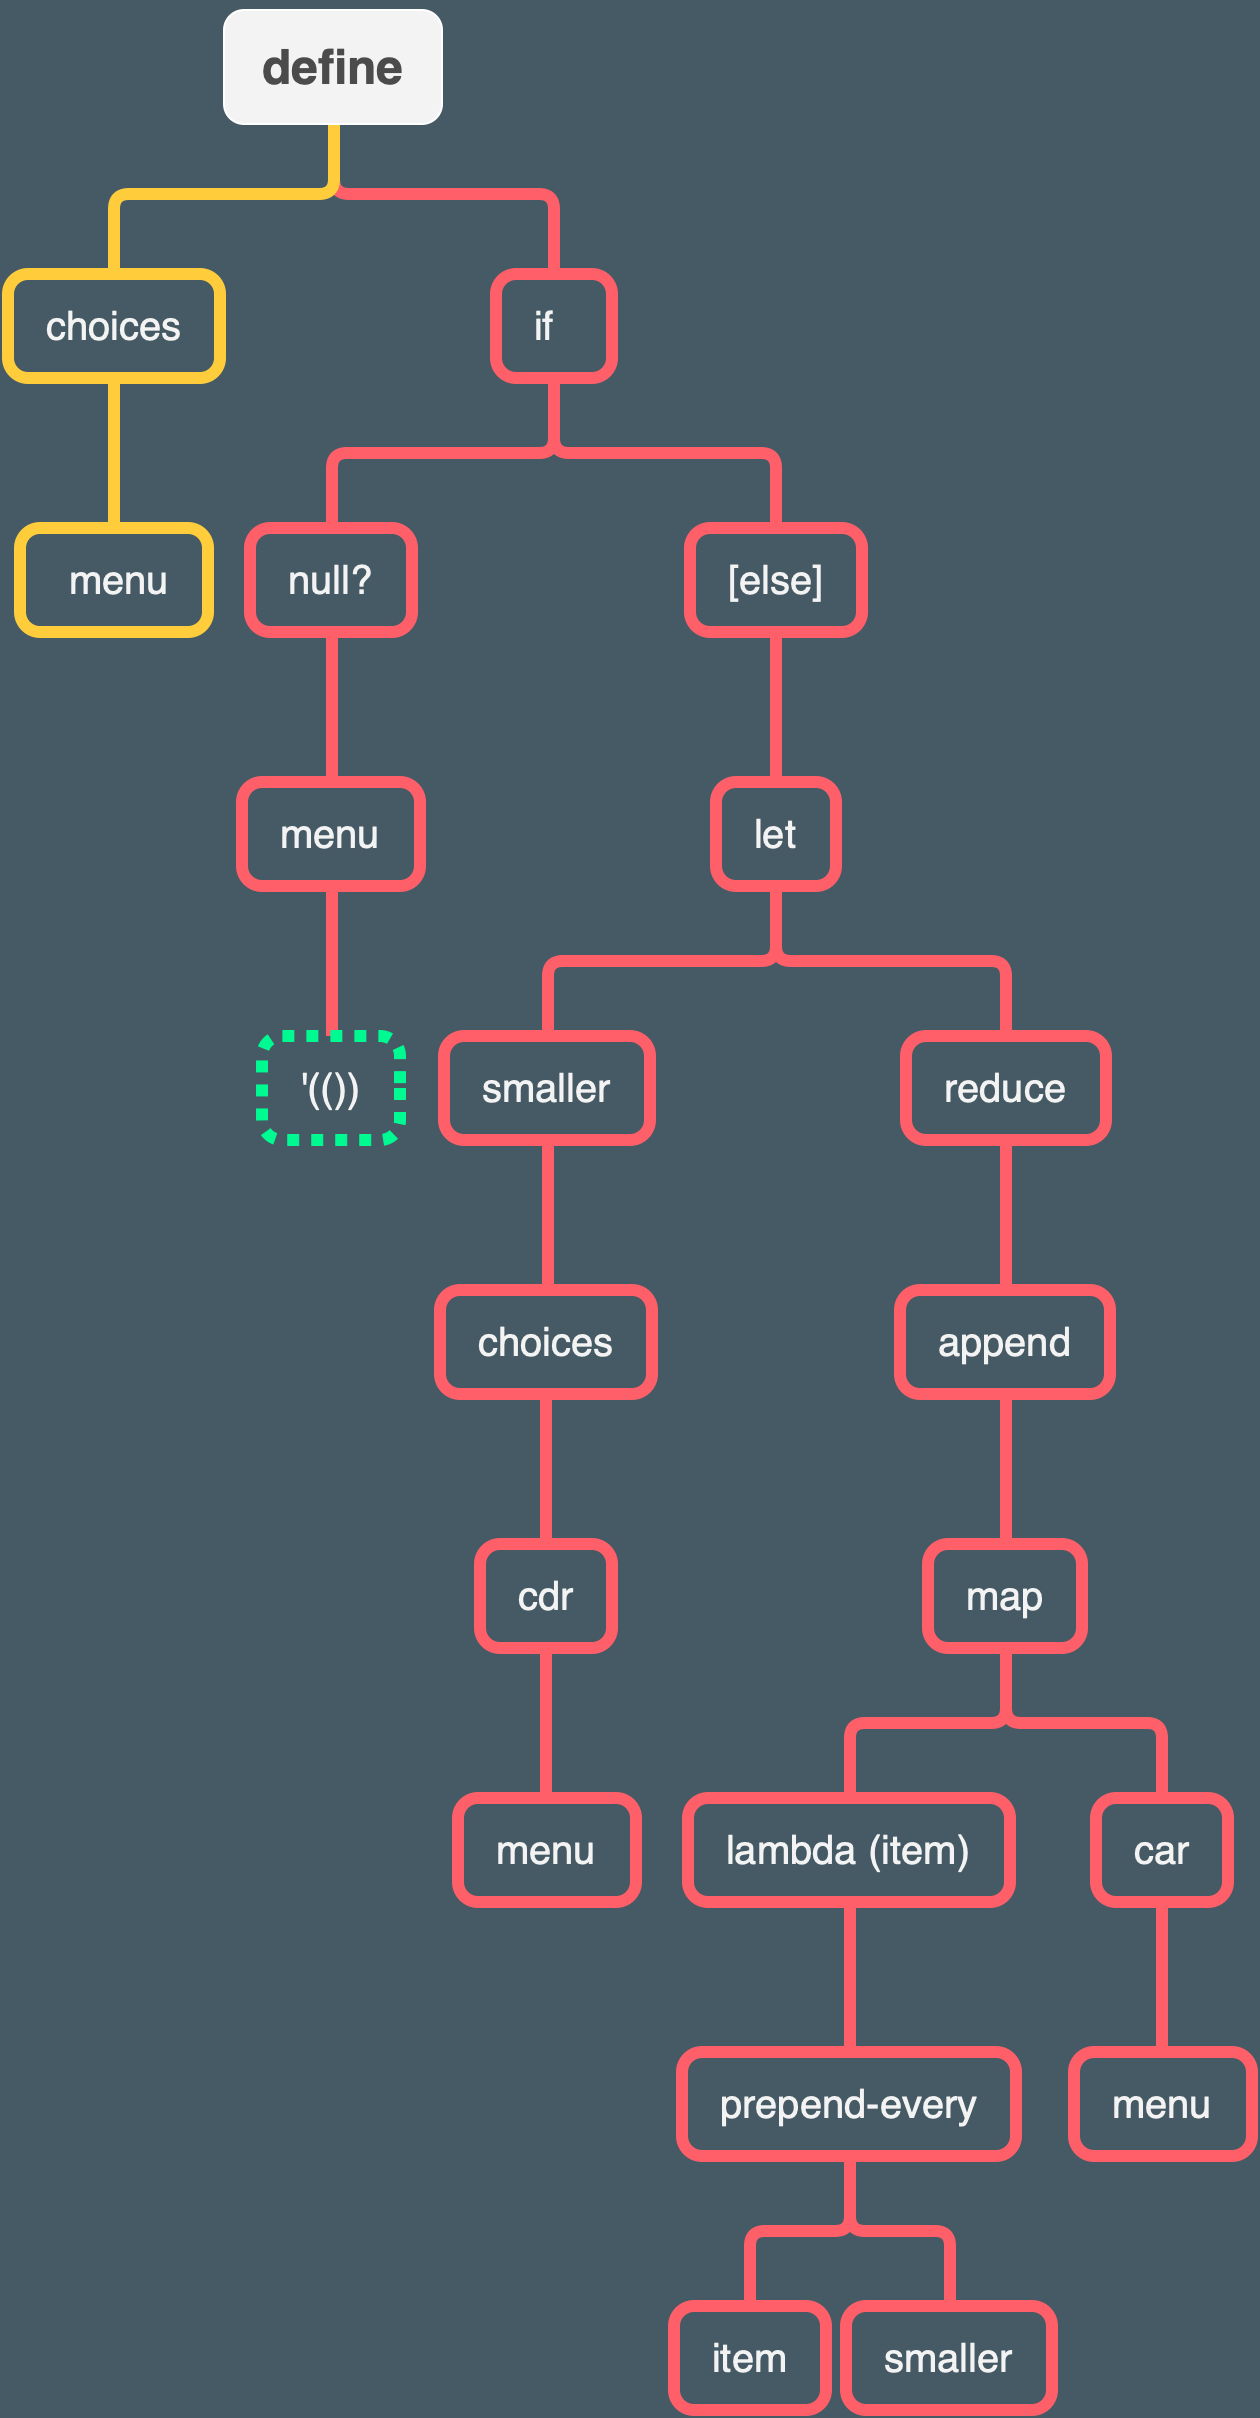 define
choices
if
menu
null?
[else]
menu
let
'(())
smaller
reduce
choices
append
cdr
map
menu
lambda (item)
car
prepend-every
menu
item
smaller